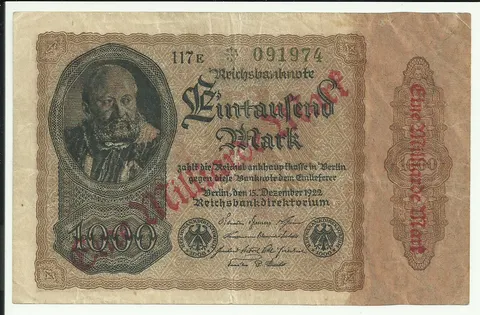 117E * 091974
Reichsbanknote
Eintausend
Mark
zahlt die Reichsbankhauptkasse in Berlin
gegen diese Banknote dem Einlieferer
Berlin, den 15. Dezember 1922
Reichsbankdirektorium
1000
Eine Milliarde Mark
Eine Milliarde Mark